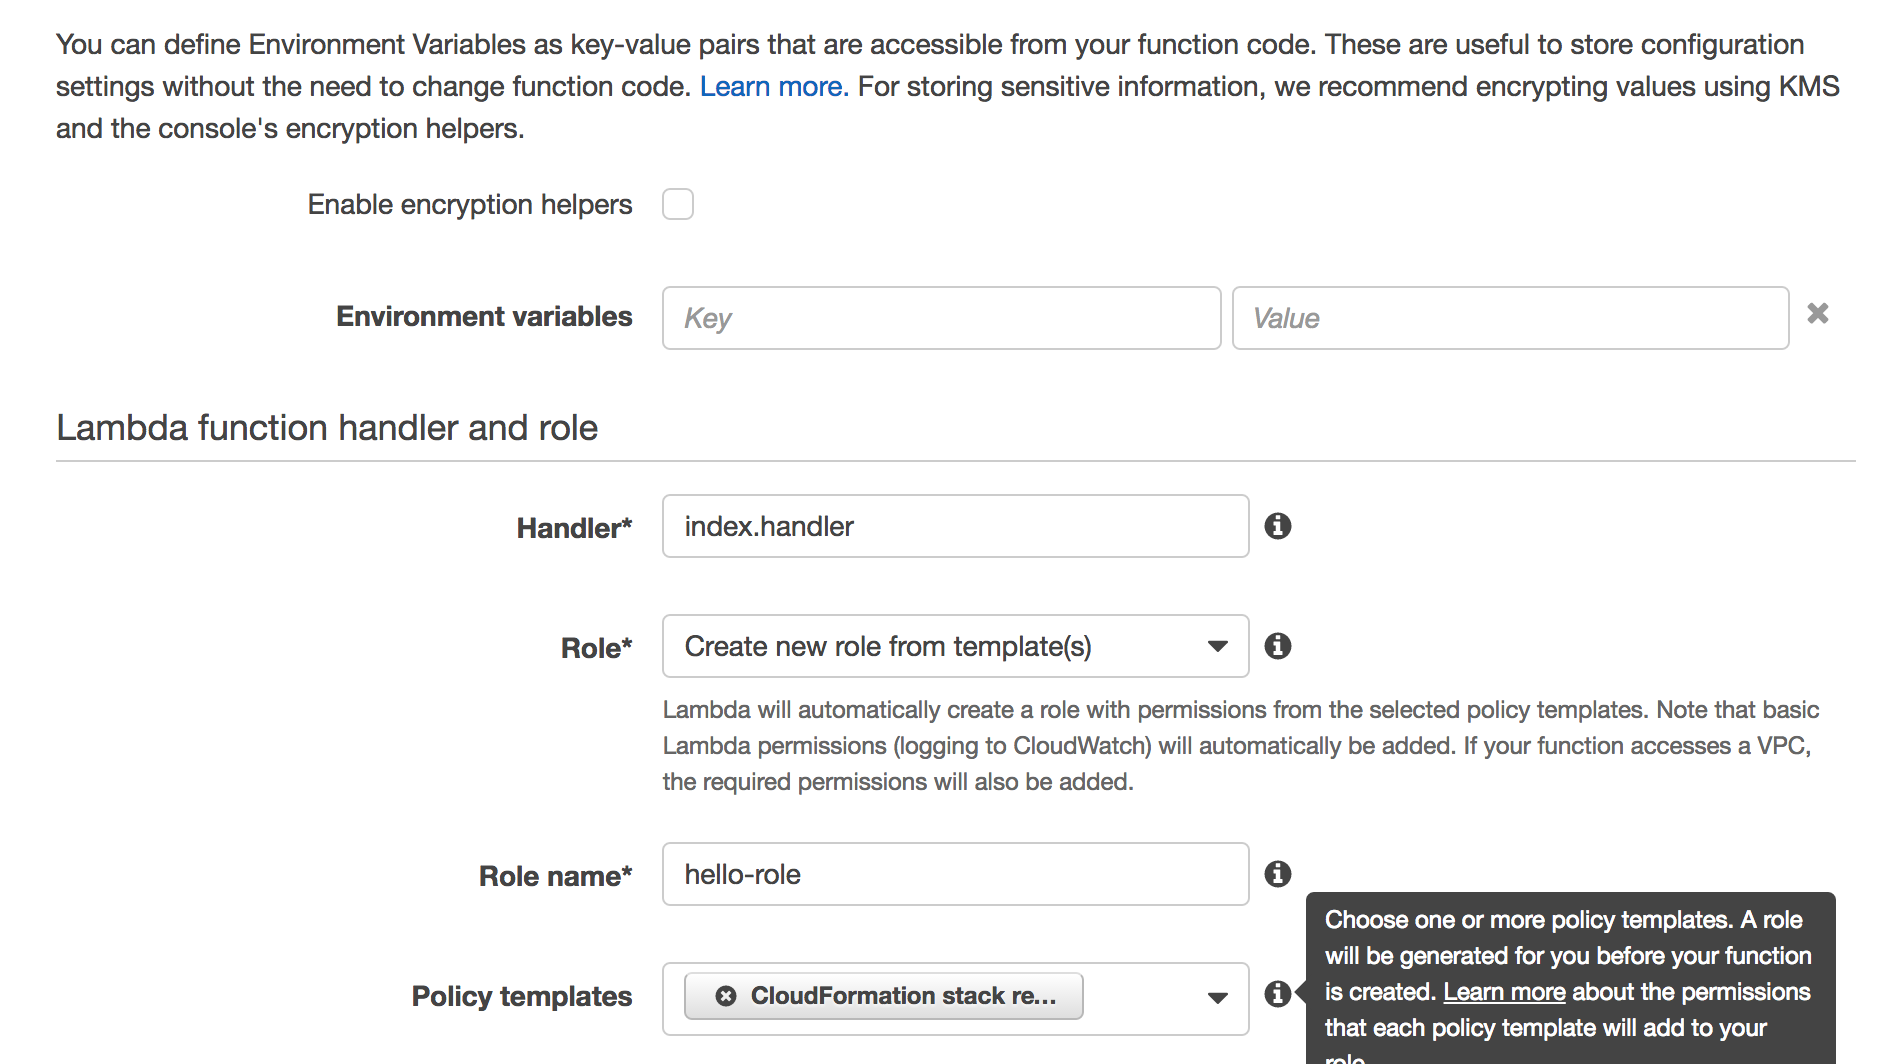 You can define Environment Variables as key-value pairs that are accessible from your function code. These are useful to store configuration
settings without the need to change function code. Learn more. For storing sensitive information, we recommend encrypting values using KMS
and the console's encryption helpers.
Enable encryption helpers
Environment variables Key Value
Lambda function handler and role
Handler* index.handler
Role* Create new role from template(s)
Lambda will automatically create a role with permissions from the selected policy templates. Note that basic
Lambda permissions (logging to CloudWatch) will automatically be added. If your function accesses a VPC,
the required permissions will also be added.
Role name* hello-role
Policy templates CloudFormation stack re...
Choose one or more policy templates. A role
will be generated for you before your function
is created. Learn more about the permissions
that each policy template will add to your
role.